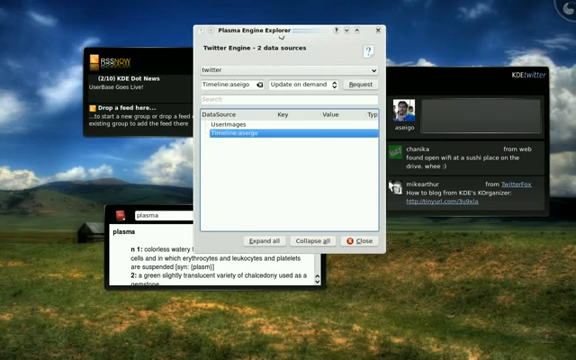 Plasma Engine Explorer
Twitter Engine - 2 data sources
twitter
Timeline:aseigo
Update on demand
Request
Search
DataSource Key Value Typ
UserImages
Timeline:aseigo
Expand all
Collapse all
Close
RSSNOW
(2/10) KDE Dot News
UserBase Goes Live!
Drop a feed here...
...to start a new group or drop a feed
existing group to add the feed there
KDE twitter
aseigo
chanika from web
found open wifi at a sushi place on
the drive. whee :)
mikearthur from TwitterFox
How to blog from KDE's KOrganizer:
plasma
plasma
n 1: colorless watery
cells and in which erythrocytes and leukocytes and platelets
are suspended [syn: {plasm}]
2: a green slightly translucent variety of chalcedony used as a
gemstone